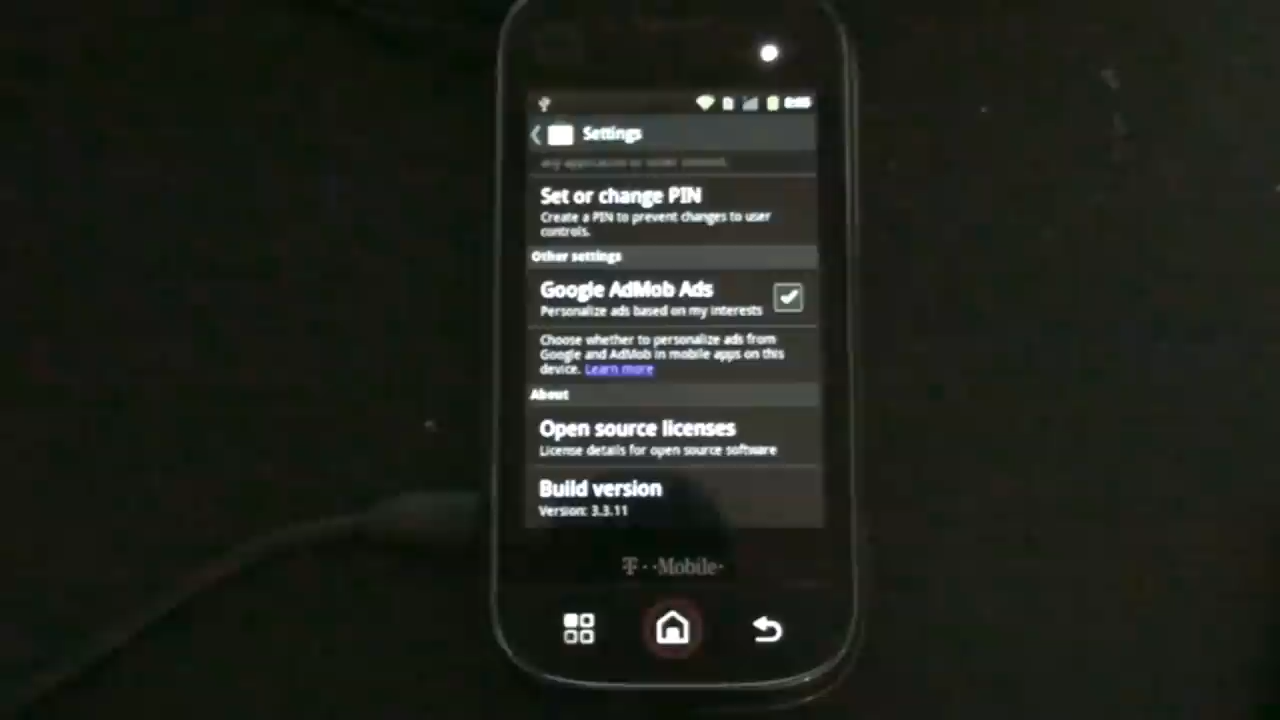 Settings
Set or change PIN
Create a PIN to prevent changes to user
controls.
Other settings
Google AdMob Ads
Personalize ads based on my interests
Choose whether to personalize ads from
Google and AdMob in mobile apps on this
device. Learn more
About
Open source licenses
License details for open source software
Build version
Version: 3.3.11
T··Mobile·